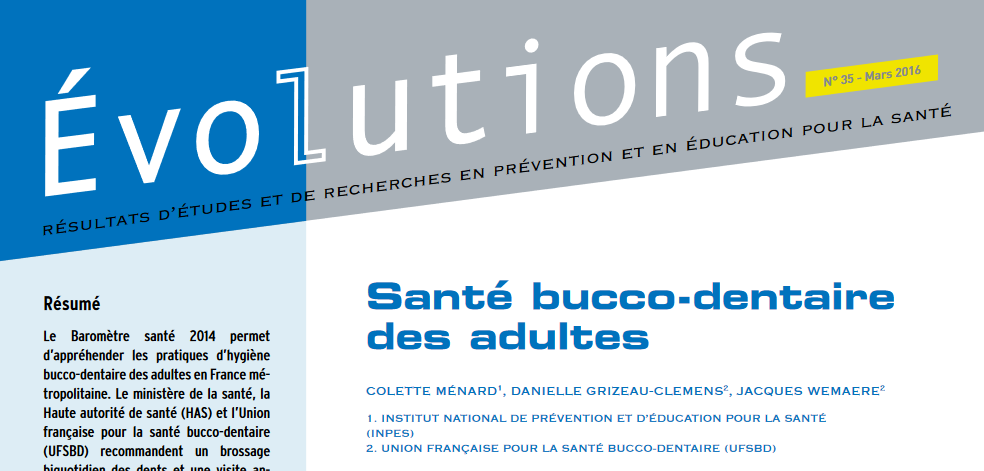 Évolutions
N° 35 - Mars 2016
RÉSULTATS D'ÉTUDES ET DE RECHERCHES EN PRÉVENTION ET EN ÉDUCATION POUR LA SANTÉ
Résumé
Le Baromètre santé 2014 permet
d'appréhender les pratiques d'hygiène
bucco-dentaire des adultes en France mé-
tropolitaine. Le ministère de la santé, la
Haute autorité de santé (HAS) et l'Union
française pour la santé bucco-dentaire
(UFSBD) recommandent un brossage
biquotidien des dents et une visite an-
Santé bucco-dentaire
des adultes
COLETTE MÉNARD¹, DANIELLE GRIZEAU-CLEMENS², JACQUES WEMAERE²
1. INSTITUT NATIONAL DE PRÉVENTION ET D'ÉDUCATION POUR LA SANTÉ
(INPES)
2. UNION FRANÇAISE POUR LA SANTÉ BUCCO-DENTAIRE (UFSBD)